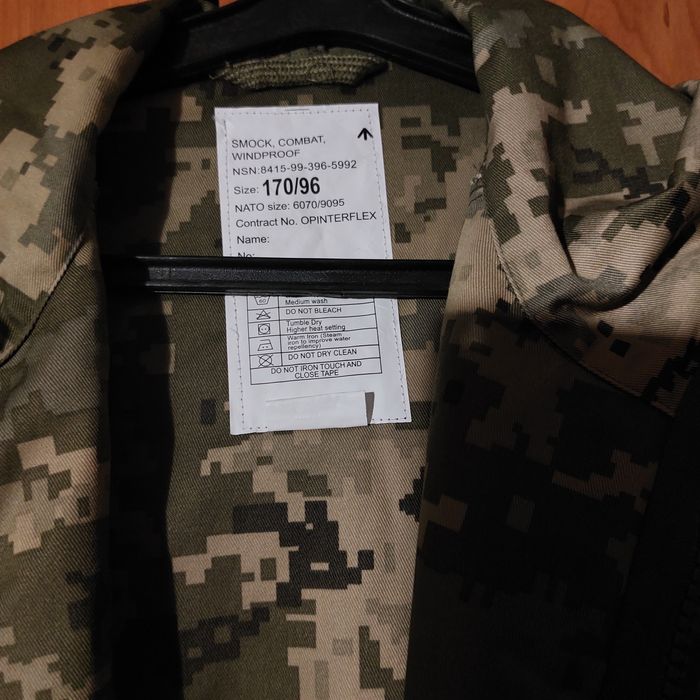 SMOCK, COMBAT,
WINDPROOF
NSN:8415-99-396-5992
Size: 170/96
NATO size: 6070/9095
Contract No. OPINTERFLEX
Name:
No:
60
Medium wash
DO NOT BLEACH
Tumble Dry
Higher heat setting
Warm Iron (Steam
iron to improve water
repellency)
DO NOT DRY CLEAN
DO NOT IRON TOUCH AND
CLOSE TAPE